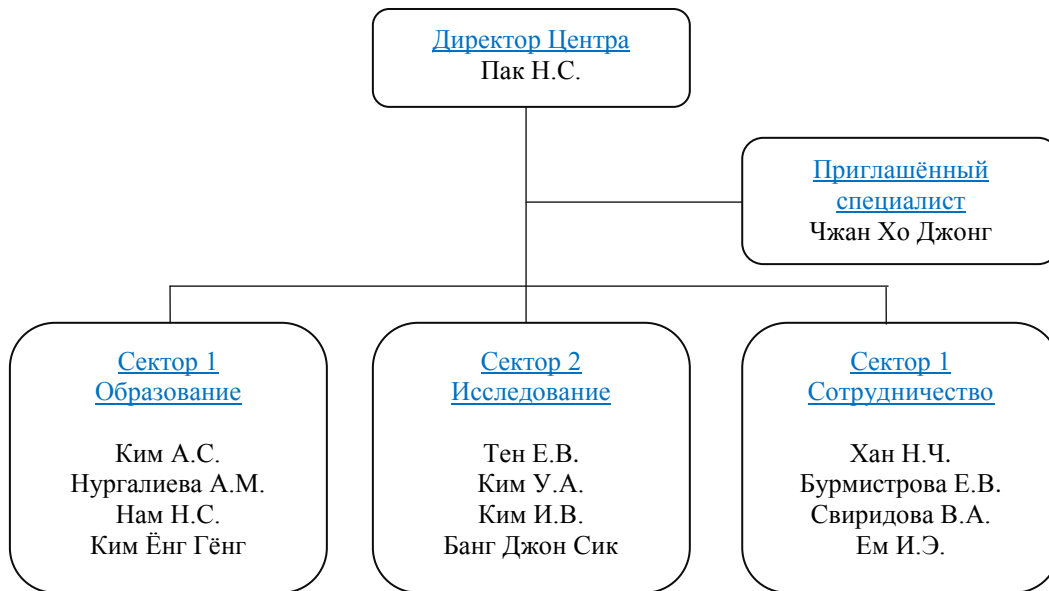 Директор Центра
Пак Н.С.
Приглашённый
специалист
Чжан Хо Джонг
Сектор 1
Образование
Ким А.С.
Нургалиева А.М.
Нам Н.С.
Ким Ёнг Гёнг
Сектор 2
Исследование
Тен Е.В.
Ким У.А.
Ким И.В.
Банг Джон Сик
Сектор 1
Сотрудничество
Хан Н.Ч.
Бурмистрова Е.В.
Свиридова В.А.
Ем И.Э.